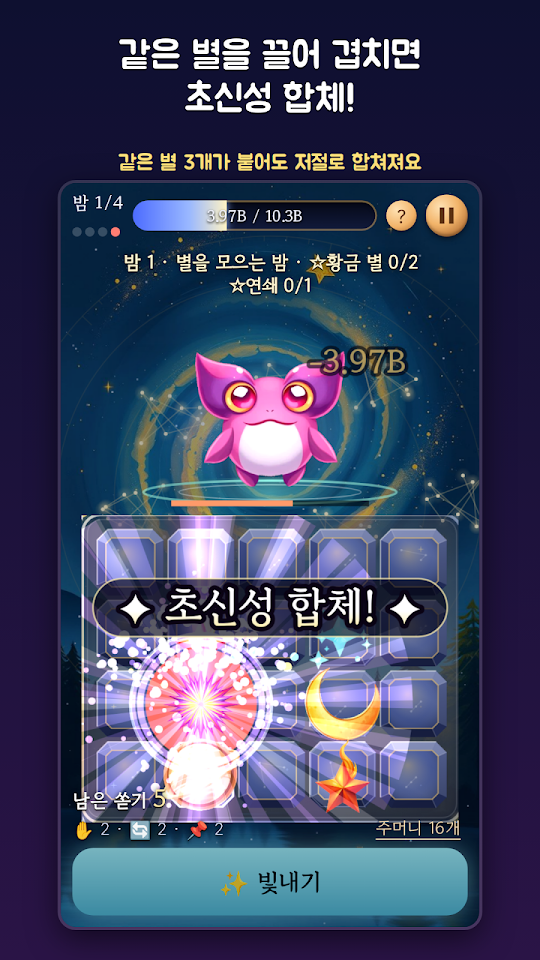 같은 별을 끌어 겹치면
초신성 합체!
같은 별 3개가 붙어도 저절로 합쳐져요
밤 1/4
3.97B / 10.3B
?
밤 1 · 별을 모으는 밤 · ☆황금 별 0/2
☆연쇄 0/1
-3.97B
초신성 합체!
남은 쏟기 5
2 · 2 · 2
주머니 16개
빛내기